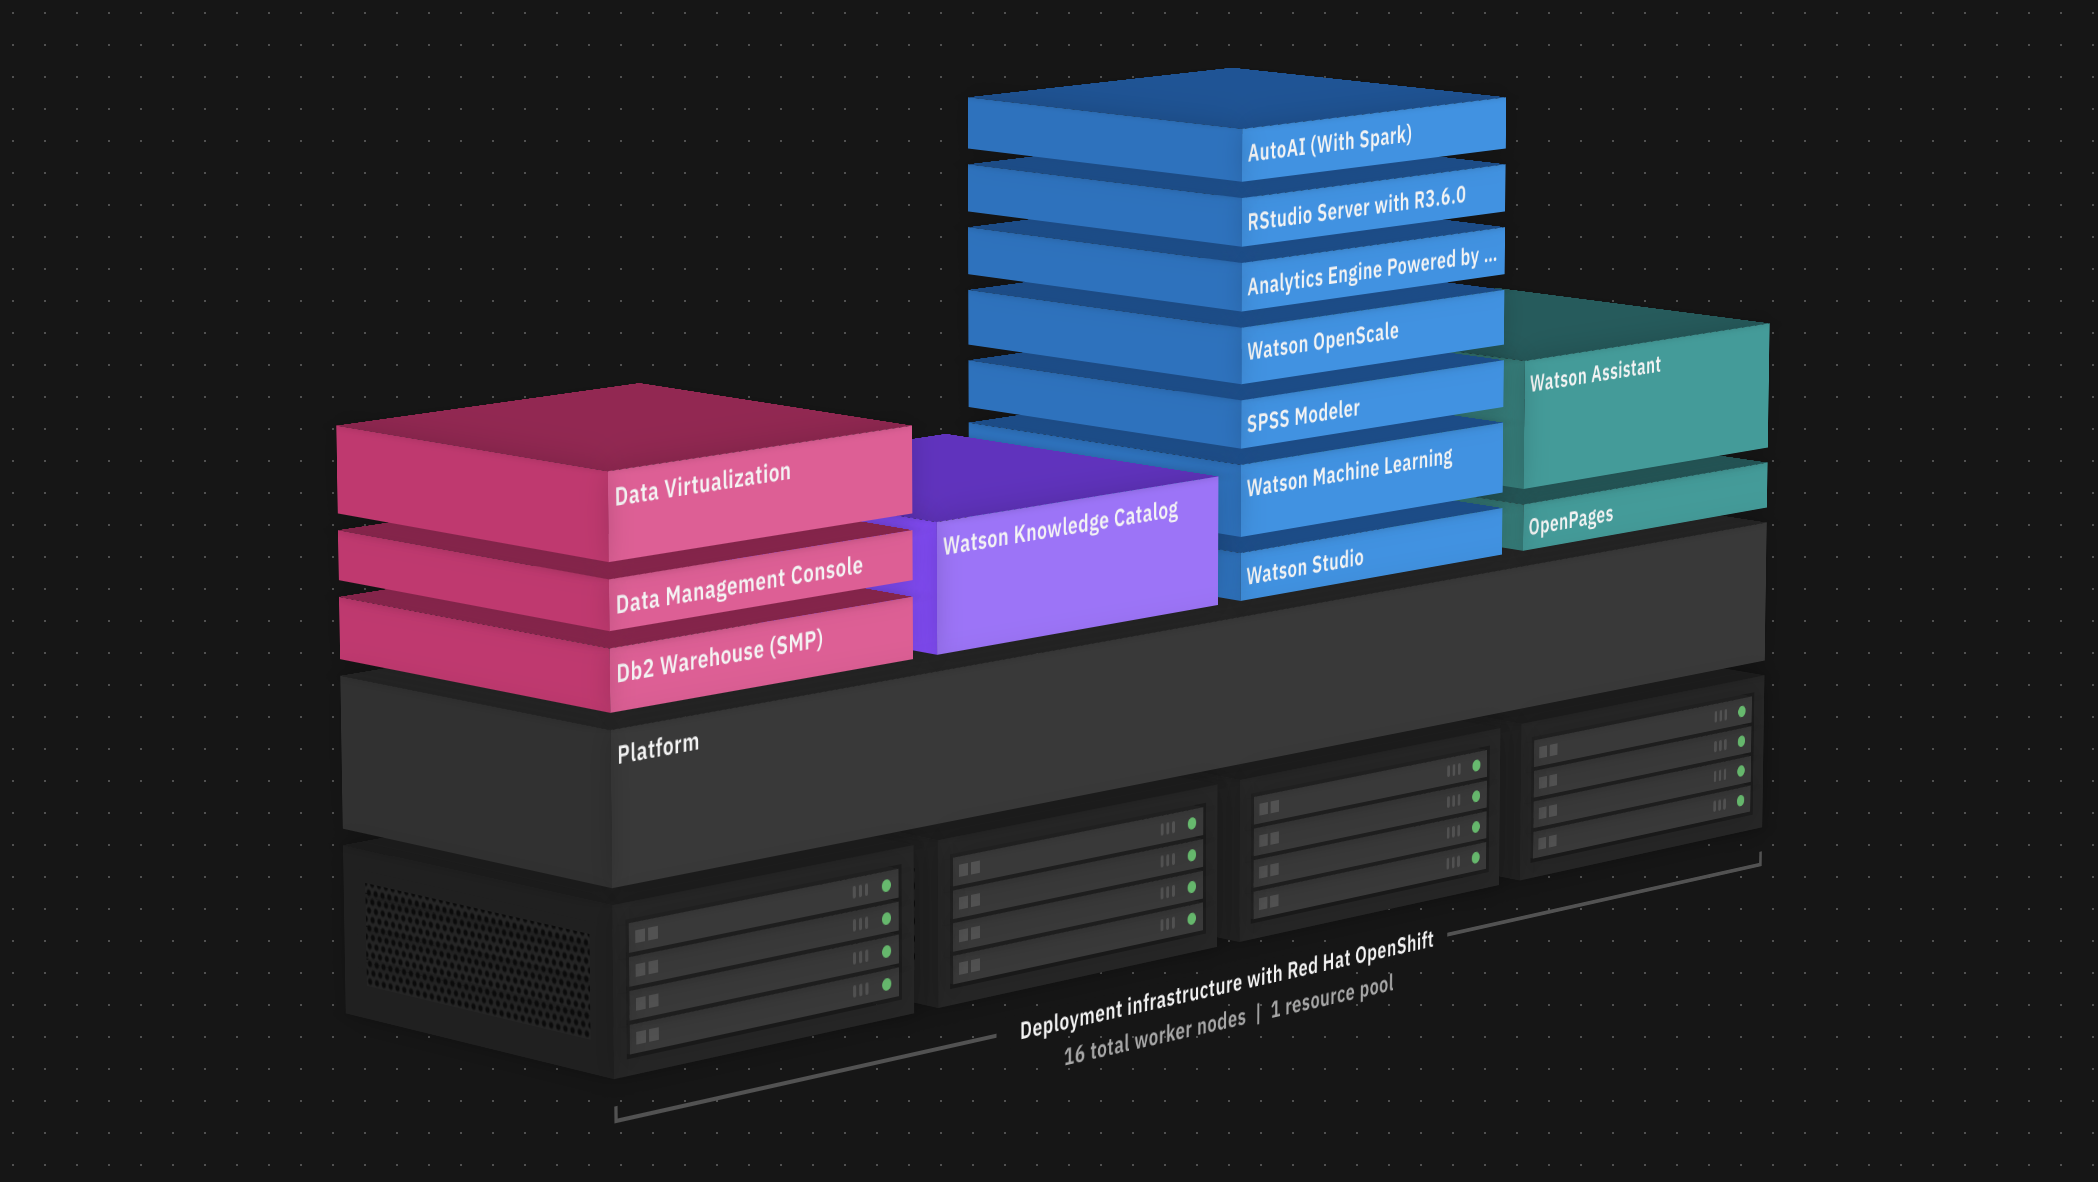 AutoAI (With Spark)
RStudio Server with R3.6.0
Analytics Engine Powered by ...
Watson OpenScale
SPSS Modeler
Watson Machine Learning
Watson Studio
Watson Assistant
OpenPages
Data Virtualization
Data Management Console
Db2 Warehouse (SMP)
Watson Knowledge Catalog
Platform
Deployment infrastructure with Red Hat OpenShift
16 total worker nodes | 1 resource pool